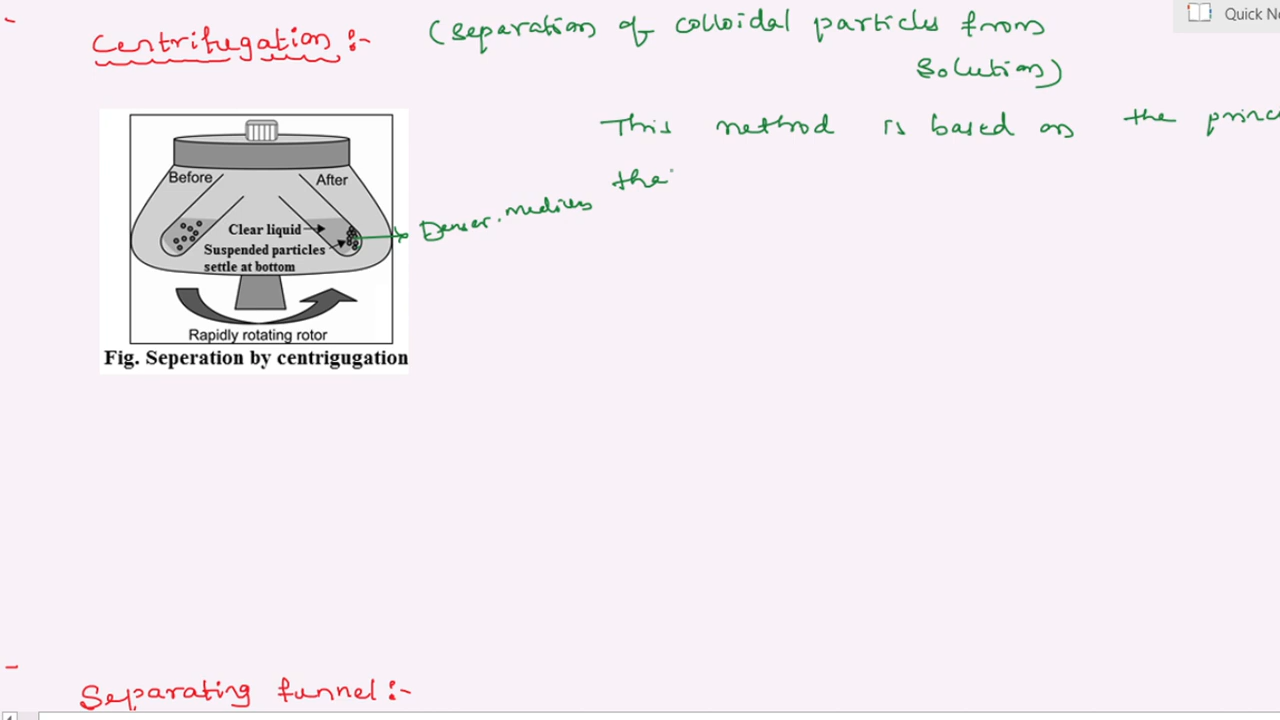 Quick No
Centrifugation :-
(Separation of colloidal particles from
Solution)
This method is based on the princ
the
Before
After
Clear liquid
Suspended particles
settle at bottom
Denser. medium
Rapidly rotating rotor
Fig. Seperation by centrigugation
Separating funnel :-